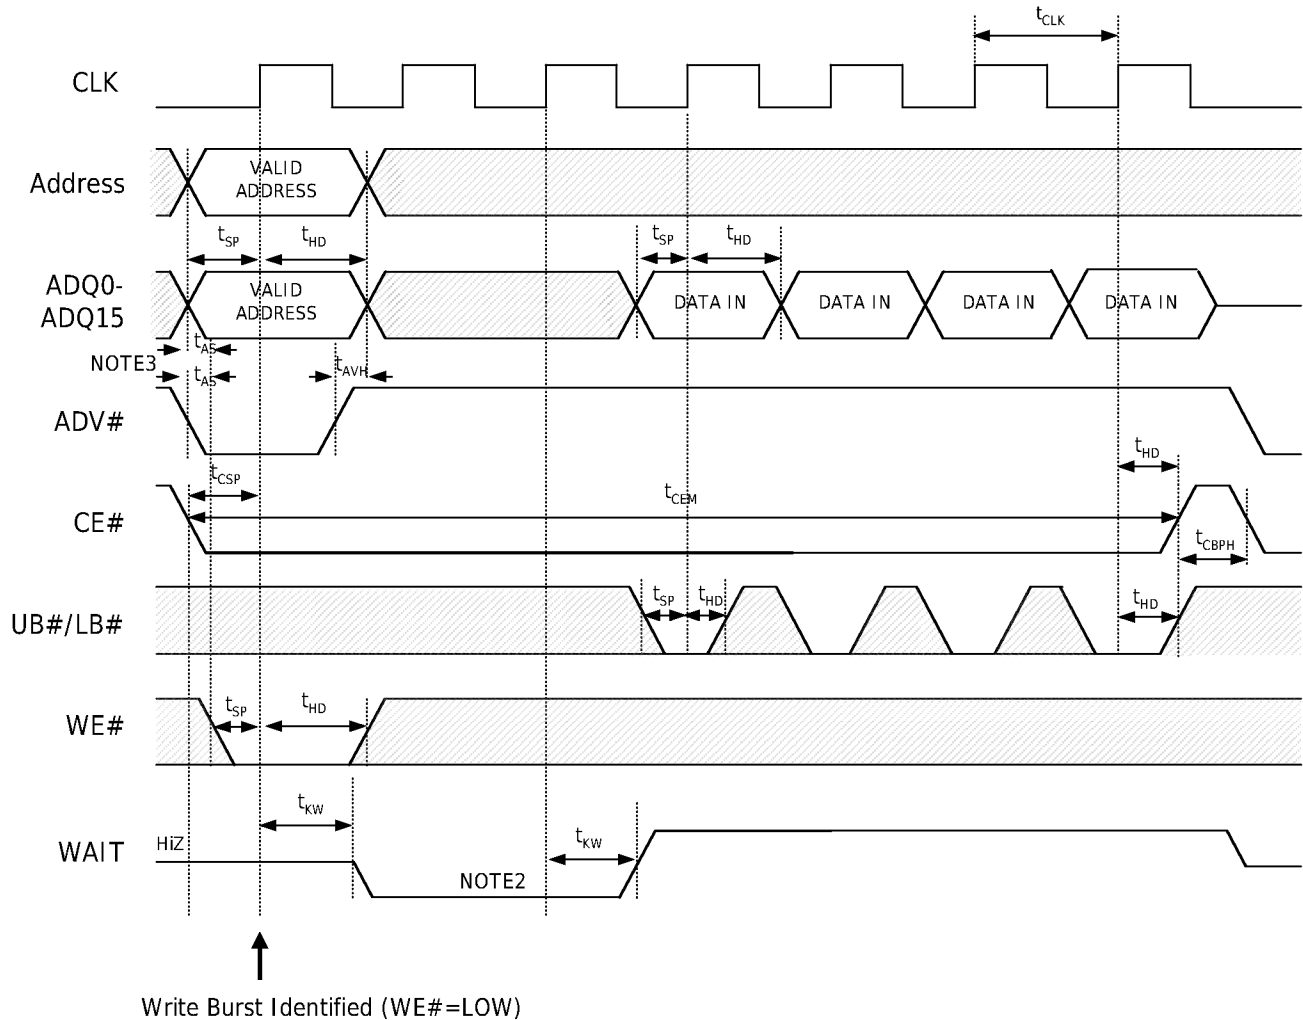 tCLK
CLK
Address
VALID
ADDRESS
tSP
tHD
tSP
tHD
ADQ0-
ADQ15
VALID
ADDRESS
DATA IN
DATA IN
DATA IN
DATA IN
tAS
NOTE3
tAS
tAVH
ADV#
tHD
tCSP
tCEM
CE#
tCBPH
UB#/LB#
tSP
tHD
tHD
WE#
tSP
tHD
tKW
tKW
WAIT
HiZ
NOTE2
Write Burst Identified (WE#=LOW)